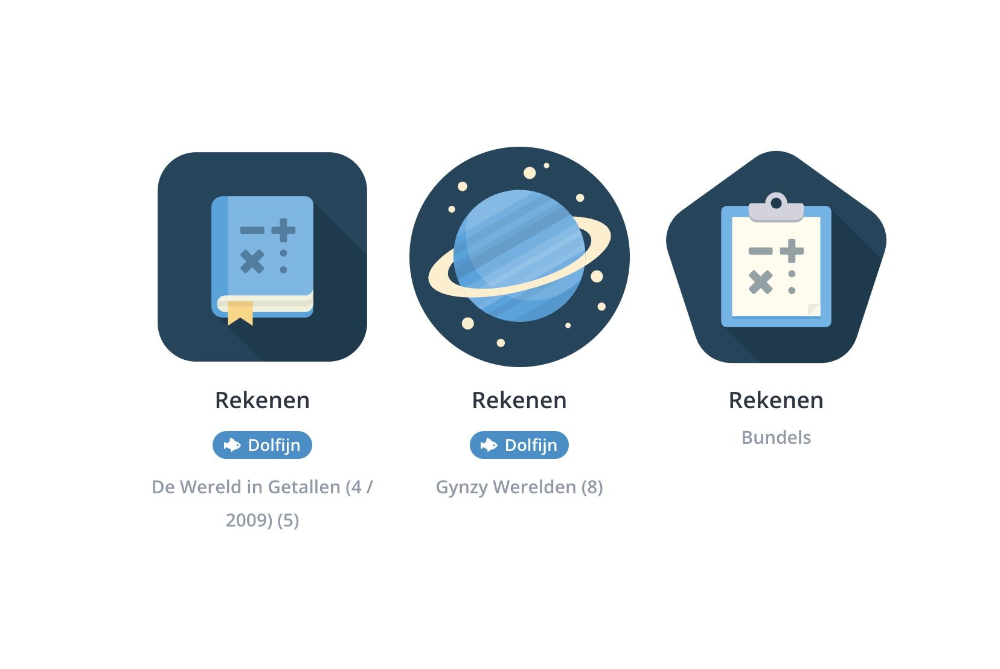 Rekenen
Dolfijn
De Wereld in Getallen (4 /
2009) (5)
Rekenen
Dolfijn
Gynzy Werelden (8)
Rekenen
Bundels